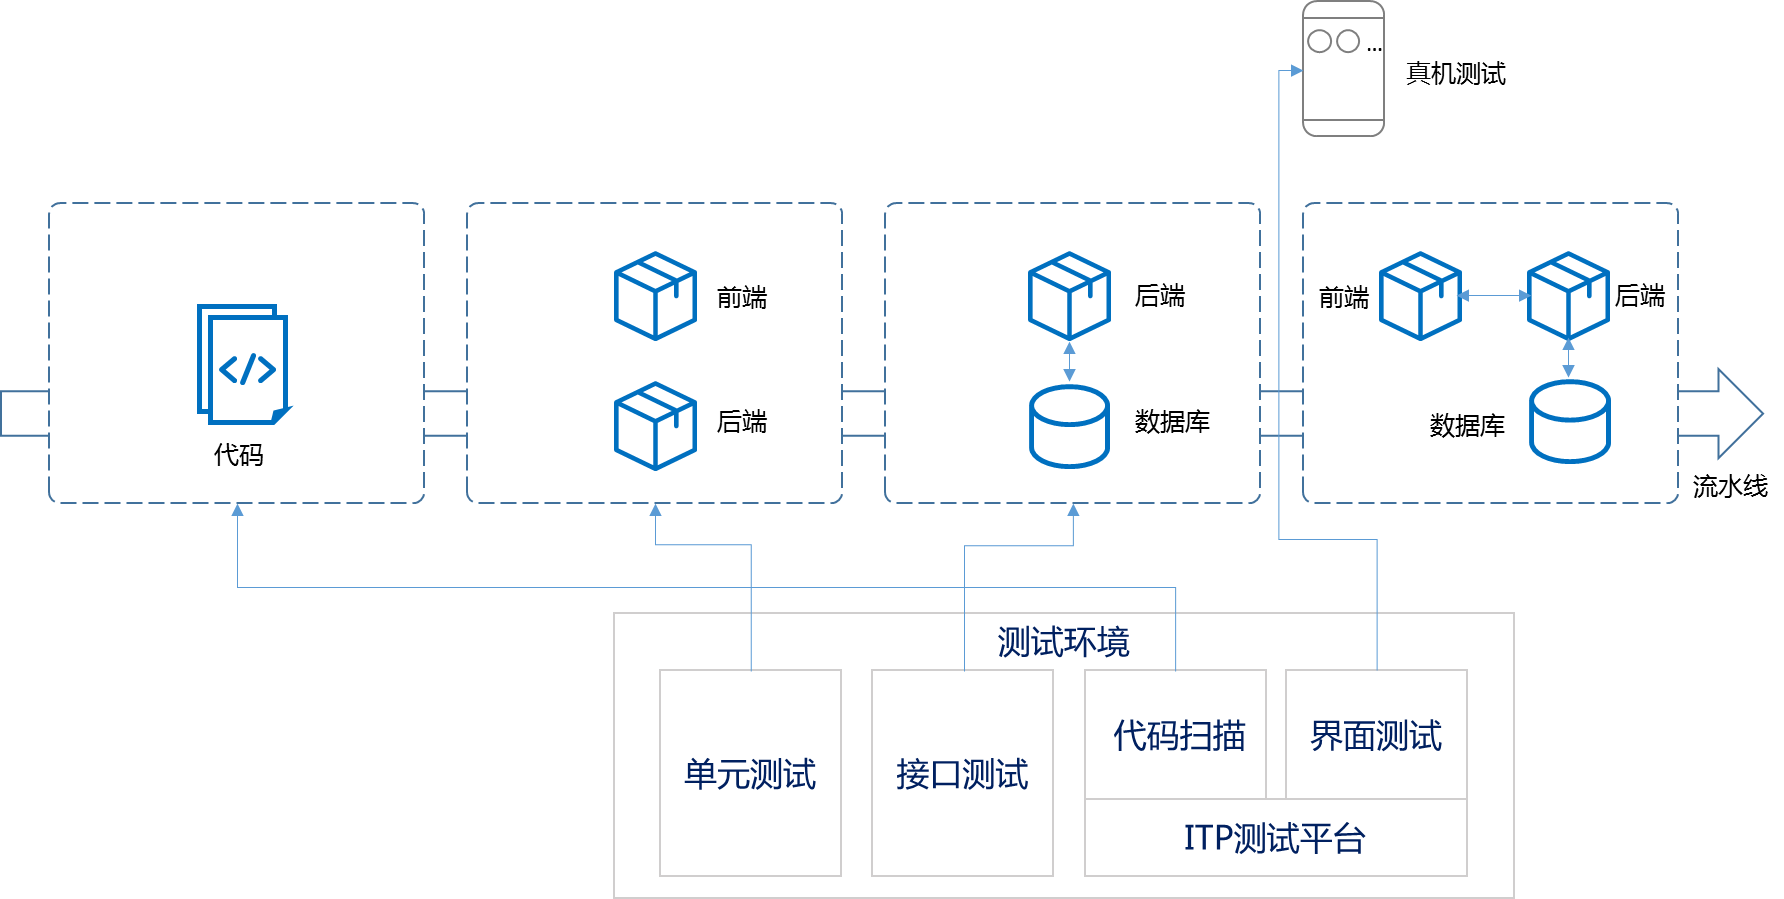 ...
真机测试
代码
前端
后端
后端
数据库
前端
后端
数据库
流水线
测试环境
单元测试
接口测试
代码扫描
界面测试
ITP测试平台